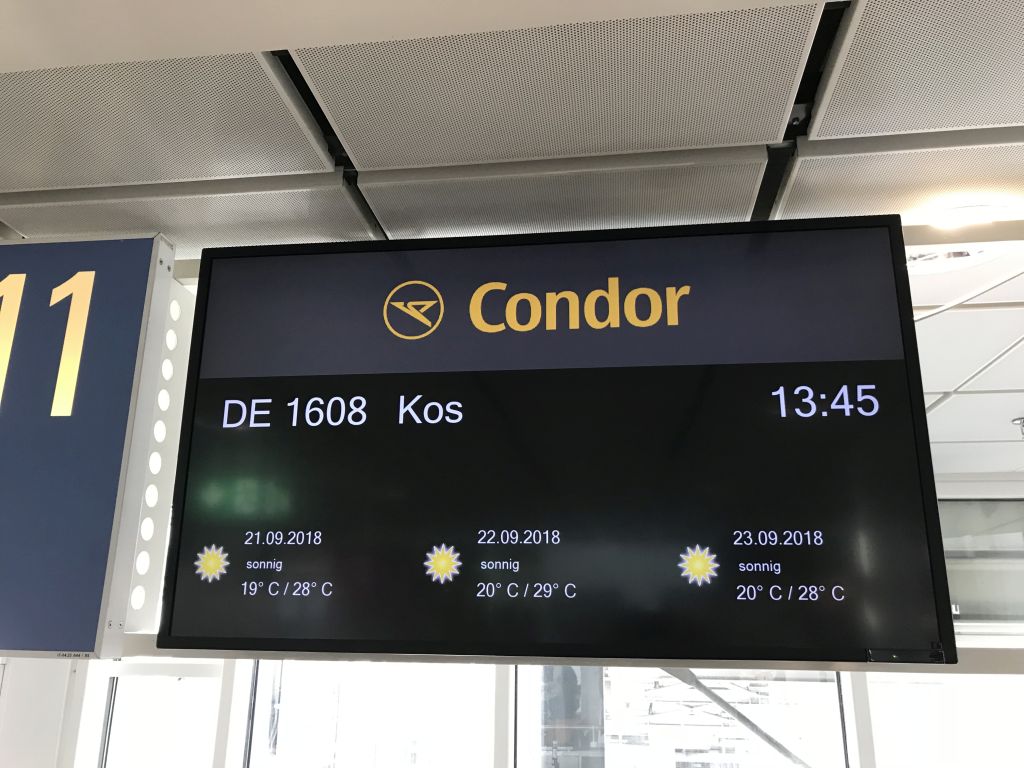 11
Condor
DE 1608 Kos 13:45
21.09.2018
sonnig
19° C / 28° C
22.09.2018
sonnig
20° C / 29° C
23.09.2018
sonnig
20° C / 28° C